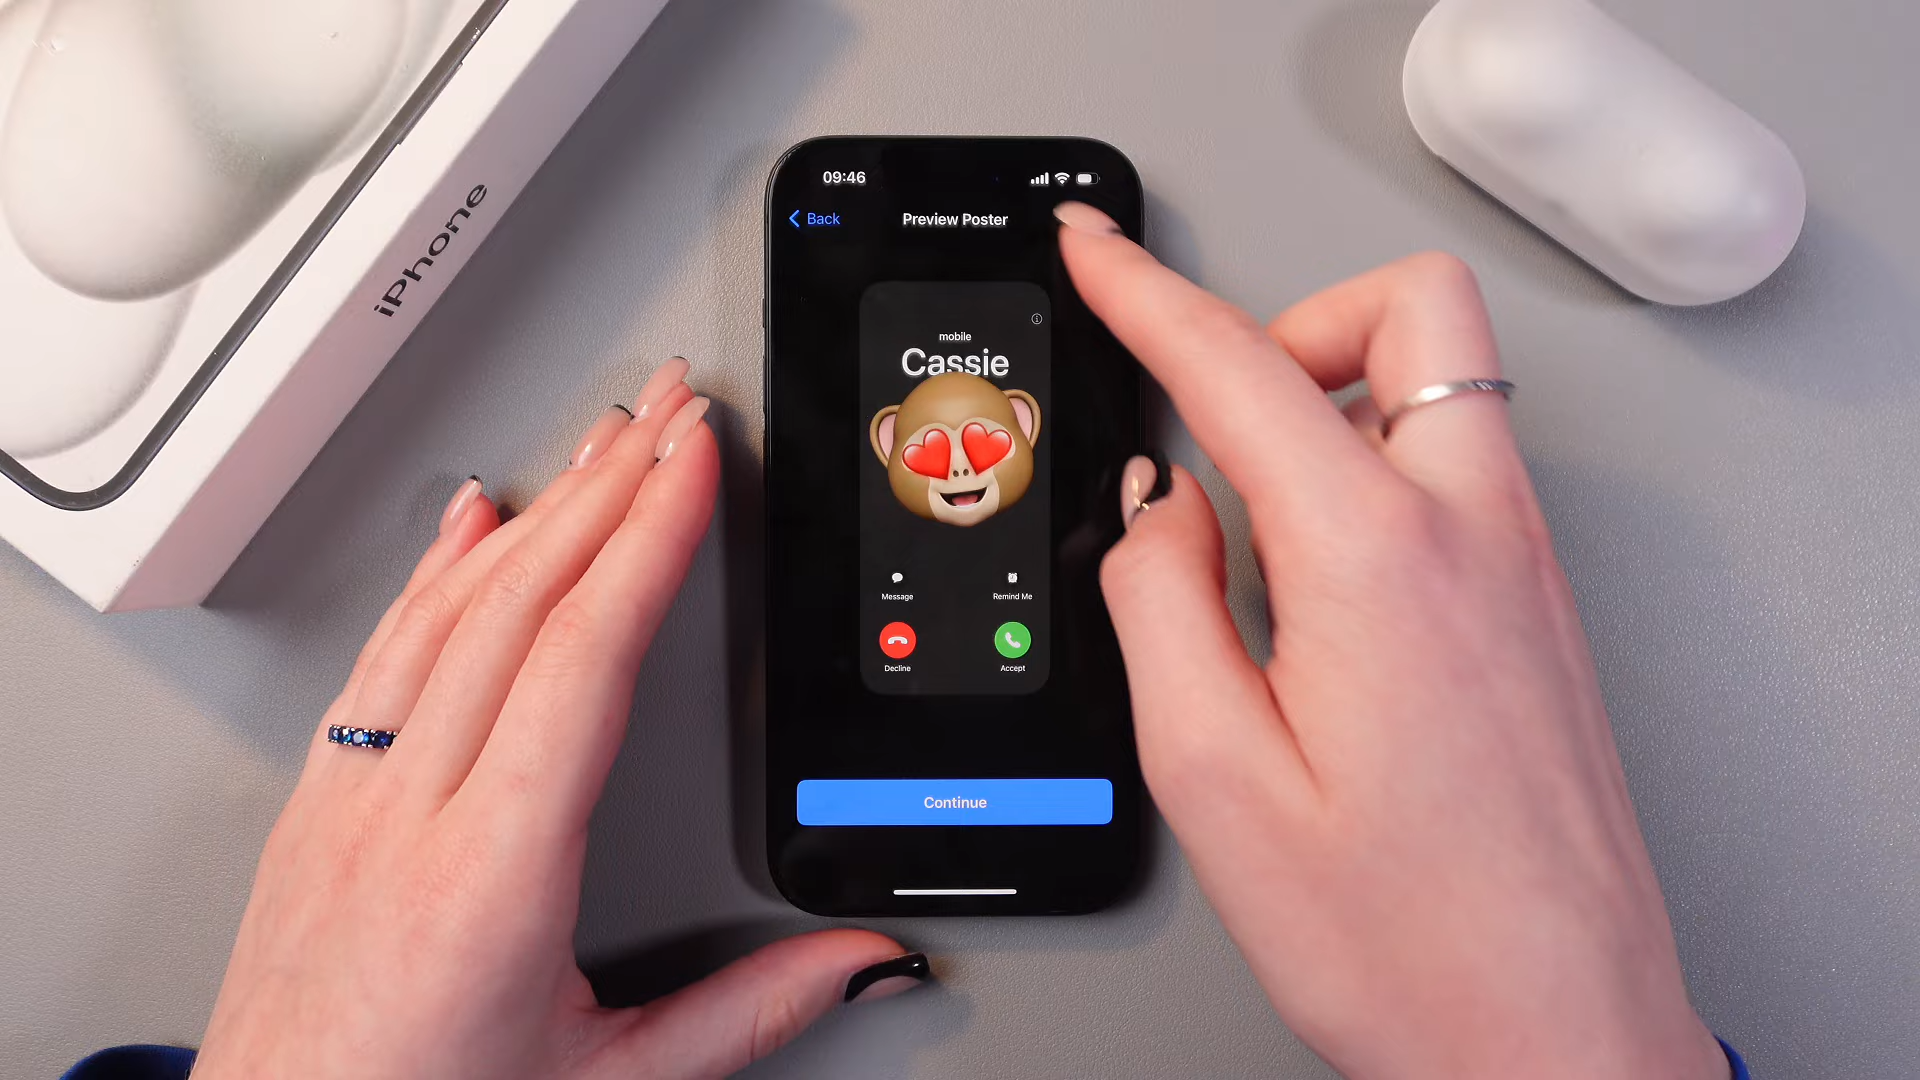 iPhone
09:46
Back
Preview Poster
mobile
Cassie
Message
Remind Me
Decline
Accept
Continue